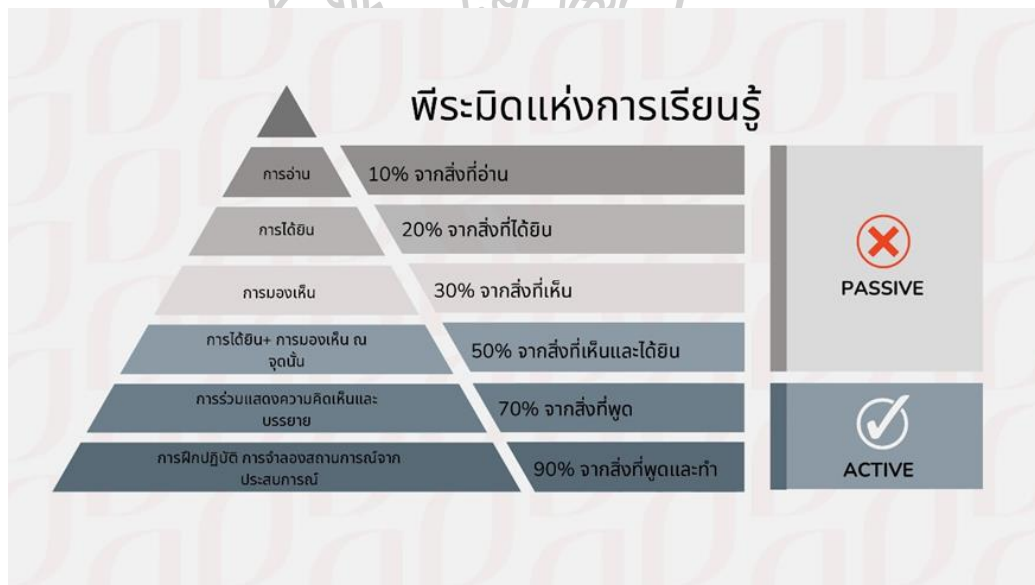 พีระมิดแห่งการเรียนรู้
การอ่าน
10% จากสิ่งที่อ่าน
การได้ยิน
20% จากสิ่งที่ได้ยิน
การมองเห็น
30% จากสิ่งที่เห็น
PASSIVE
การได้ยิน+ การมองเห็น ณ
จุดนั้น
50% จากสิ่งที่เห็นและได้ยิน
การร่วมแสดงความคิดเห็นและ
บรรยาย
70% จากสิ่งที่พูด
การฝึกปฏิบัติ การจำลองสถานการณ์จาก
ประสบการณ์
90% จากสิ่งที่พูดและทำ
ACTIVE